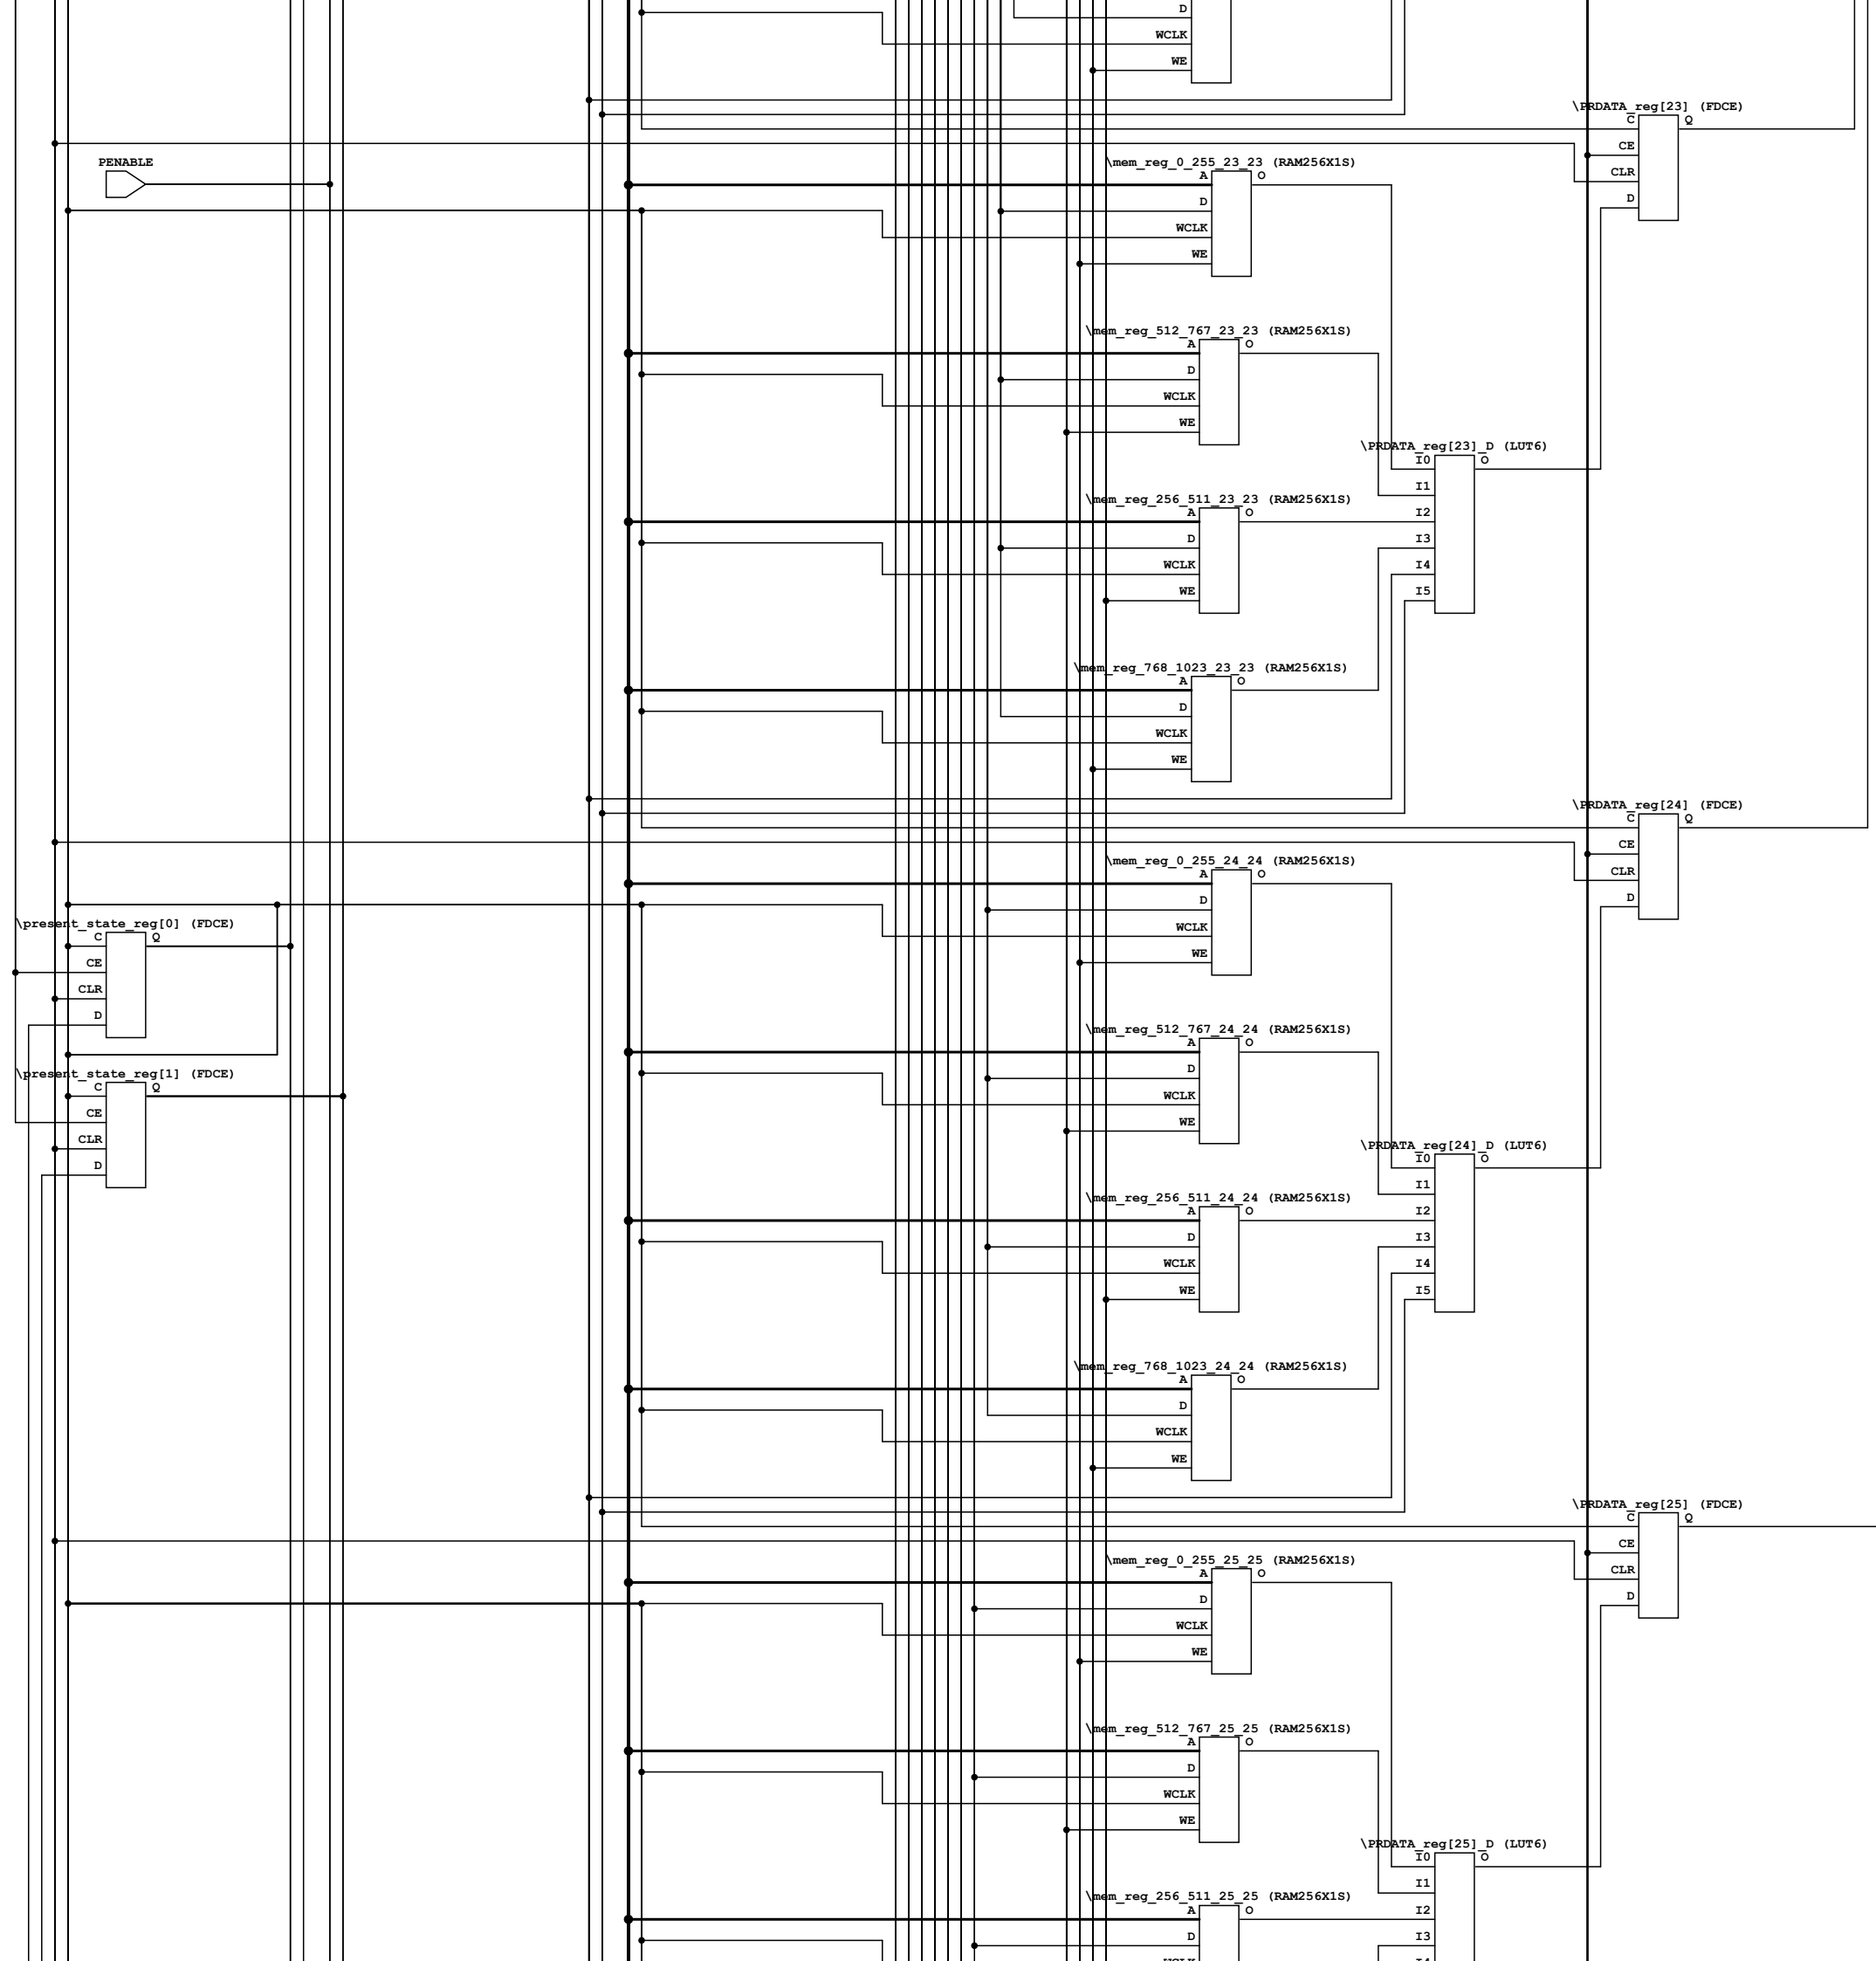 D
WCLK
WE
\PRDATA_reg[23] (FDCE)
C Q
CE
CLR
D
PENABLE
\mem_reg_0_255_23_23 (RAM256X1S)
A O
D
WCLK
WE
\mem_reg_512_767_23_23 (RAM256X1S)
A O
D
WCLK
WE
\PRDATA_reg[23]_D (LUT6)
I0 O
I1
I2
I3
I4
I5
\mem_reg_256_511_23_23 (RAM256X1S)
A O
D
WCLK
WE
\mem_reg_768_1023_23_23 (RAM256X1S)
A O
D
WCLK
WE
\PRDATA_reg[24] (FDCE)
C Q
CE
CLR
D
\mem_reg_0_255_24_24 (RAM256X1S)
A O
D
WCLK
WE
\present_state_reg[0] (FDCE)
C Q
CE
CLR
D
\mem_reg_512_767_24_24 (RAM256X1S)
A O
D
WCLK
WE
\present_state_reg[1] (FDCE)
C Q
CE
CLR
D
\PRDATA_reg[24]_D (LUT6)
I0 O
I1
I2
I3
I4
I5
\mem_reg_256_511_24_24 (RAM256X1S)
A O
D
WCLK
WE
\mem_reg_768_1023_24_24 (RAM256X1S)
A O
D
WCLK
WE
\PRDATA_reg[25] (FDCE)
C Q
CE
CLR
D
\mem_reg_0_255_25_25 (RAM256X1S)
A O
D
WCLK
WE
\mem_reg_512_767_25_25 (RAM256X1S)
A O
D
WCLK
WE
\PRDATA_reg[25]_D (LUT6)
I0 O
I1
I2
I3
\mem_reg_256_511_25_25 (RAM256X1S)
A O
D